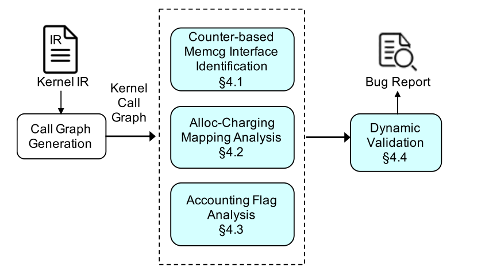 IR
Kernel IR
Call Graph
Generation
Kernel
Call
Graph
Counter-based
Memcg Interface
Identification
§4.1
Alloc-Charging
Mapping Analysis
§4.2
Accounting Flag
Analysis
§4.3
Bug Report
Dynamic
Validation
§4.4